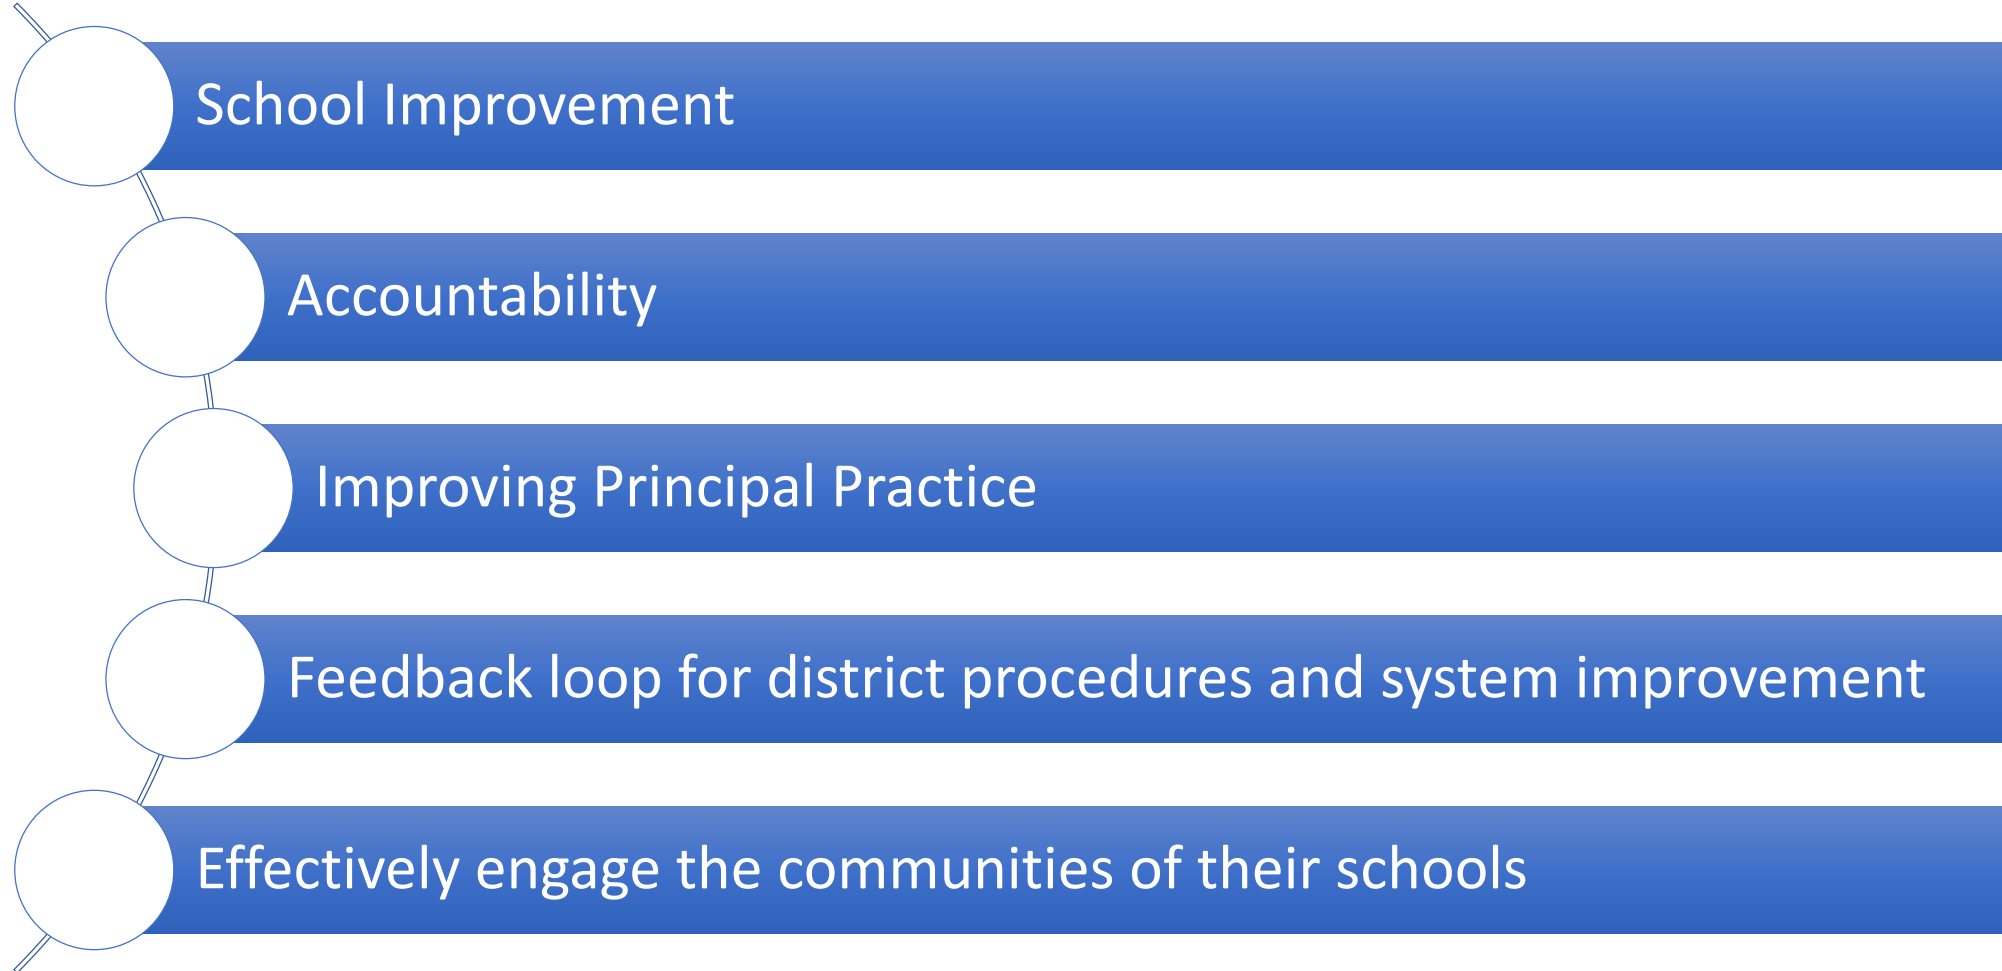 School Improvement
Accountability
Improving Principal Practice
Feedback loop for district procedures and system improvement
Effectively engage the communities of their schools